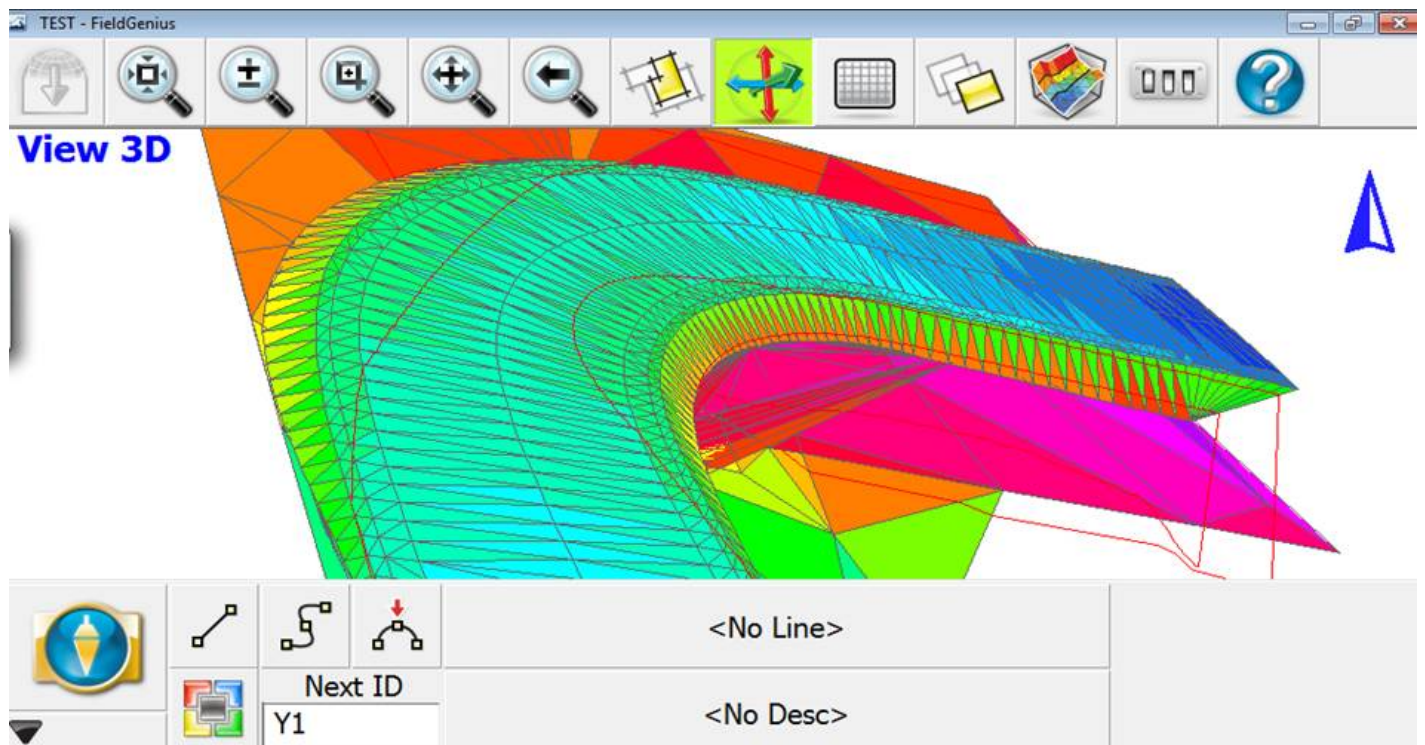 TEST - FieldGenius
View 3D
<No Line>
Next ID
Y1
<No Desc>